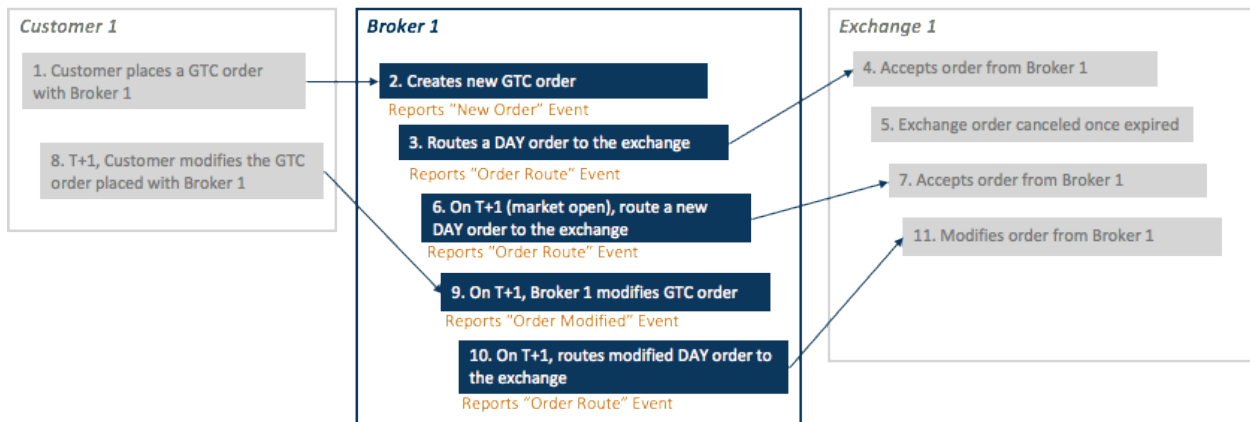 Customer 1
1. Customer places a GTC order
with Broker 1
8. T+1, Customer modifies the GTC
order placed with Broker 1
Broker 1
2. Creates new GTC order
Reports "New Order" Event
3. Routes a DAY order to the exchange
Reports "Order Route" Event
6. On T+1 (market open), route a new
DAY order to the exchange
Reports "Order Route" Event
9. On T+1, Broker 1 modifies GTC order
Reports "Order Modified" Event
10. On T+1, routes modified DAY order to
the exchange
Reports "Order Route" Event
Exchange 1
4. Accepts order from Broker 1
5. Exchange order canceled once expired
7. Accepts order from Broker 1
11. Modifies order from Broker 1